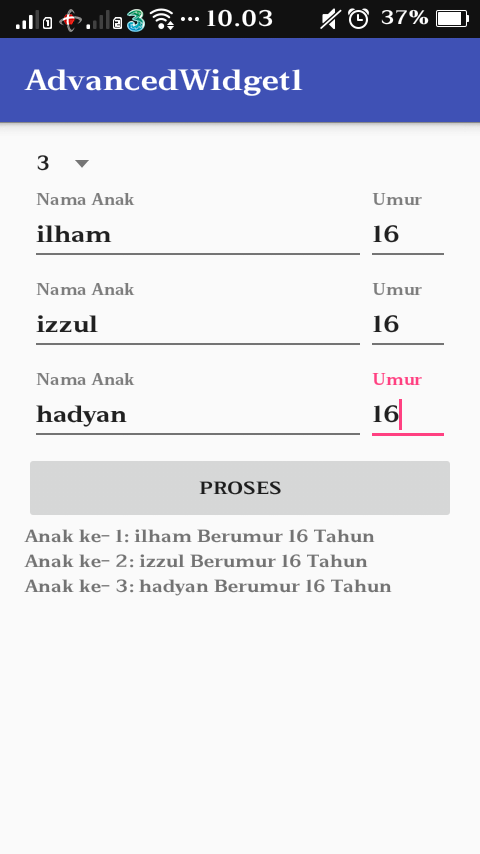 1 2 3 ••• 10.03 37%
AdvancedWidget1
3
Nama Anak Umur
ilham 16
Nama Anak Umur
izzul 16
Nama Anak Umur
hadyan 16
PROSES
Anak ke- 1: ilham Berumur 16 Tahun
Anak ke- 2: izzul Berumur 16 Tahun
Anak ke- 3: hadyan Berumur 16 Tahun